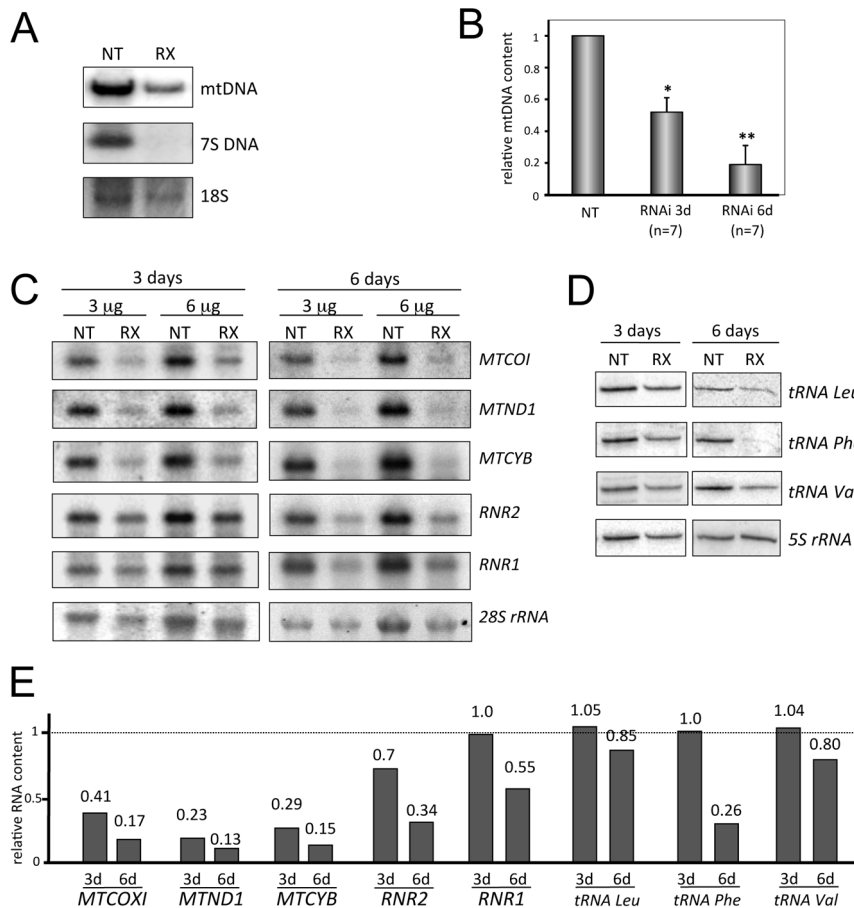 A
NT RX
mtDNA
7S DNA
18S
B
relative mtDNA content
1
0.8
0.6
0.4
0.2
0
*
**
NT
RNAi 3d
(n=7)
RNAi 6d
(n=7)
C
3 days
6 days
3 µg 6 µg 3 µg 6 µg
NT RX NT RX NT RX NT RX
MTCOI
MTND1
MTCYB
RNR2
RNR1
28S rRNA
D
3 days 6 days
NT RX NT RX
tRNA Leu
tRNA Phe
tRNA Va
5S rRNA
E
relative RNA content
1
0.5
0
0.41 0.17 0.23 0.13 0.29 0.15 0.7 0.34 1.0 0.55 1.05 0.85 1.0 0.26 1.04 0.80
3d 6d 3d 6d 3d 6d 3d 6d 3d 6d 3d 6d 3d 6d 3d 6d
MTCOXI MTND1 MTCYB RNR2 RNR1 tRNA Leu tRNA Phe tRNA Val